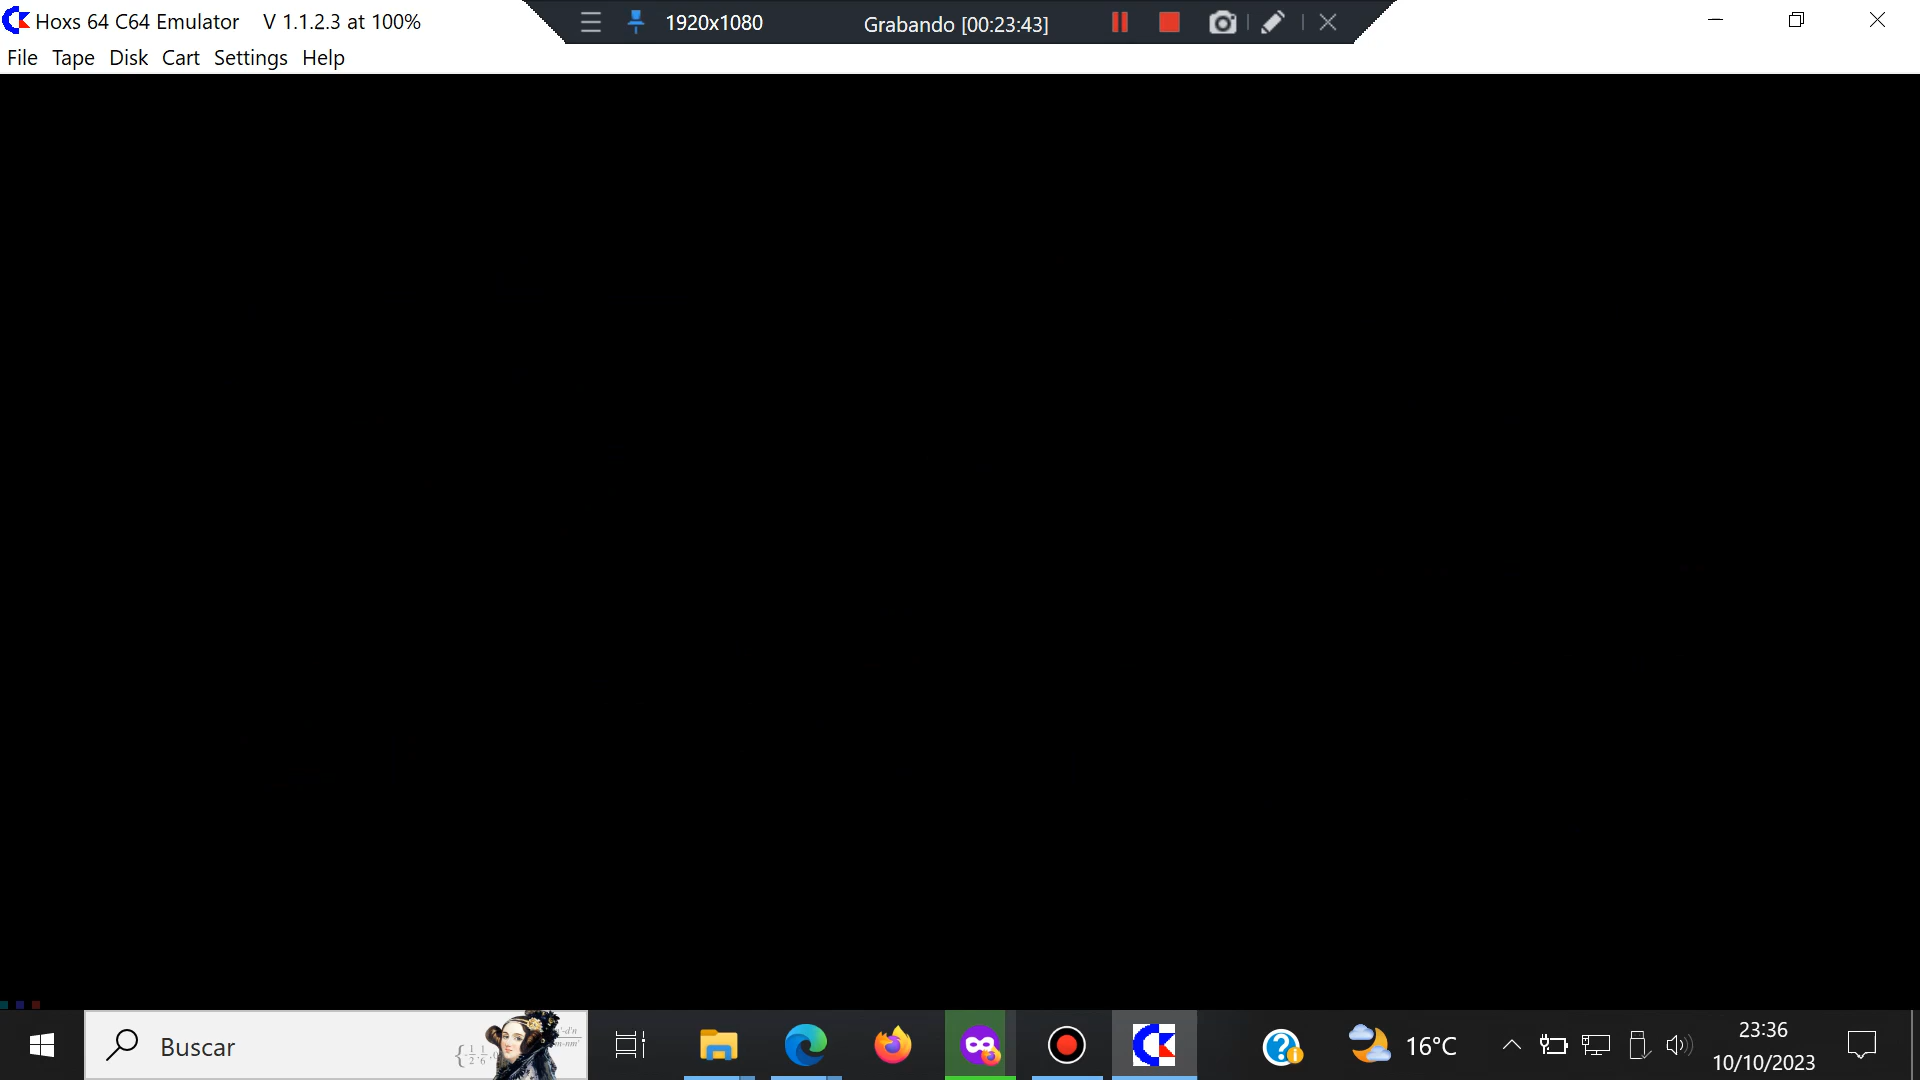 Hoxs 64 C64 Emulator V 1.1.2.3 at 100%
1920x1080
Grabando [00:23:43]
File Tape Disk Cart Settings Help
Buscar
16°C
23:36
10/10/2023